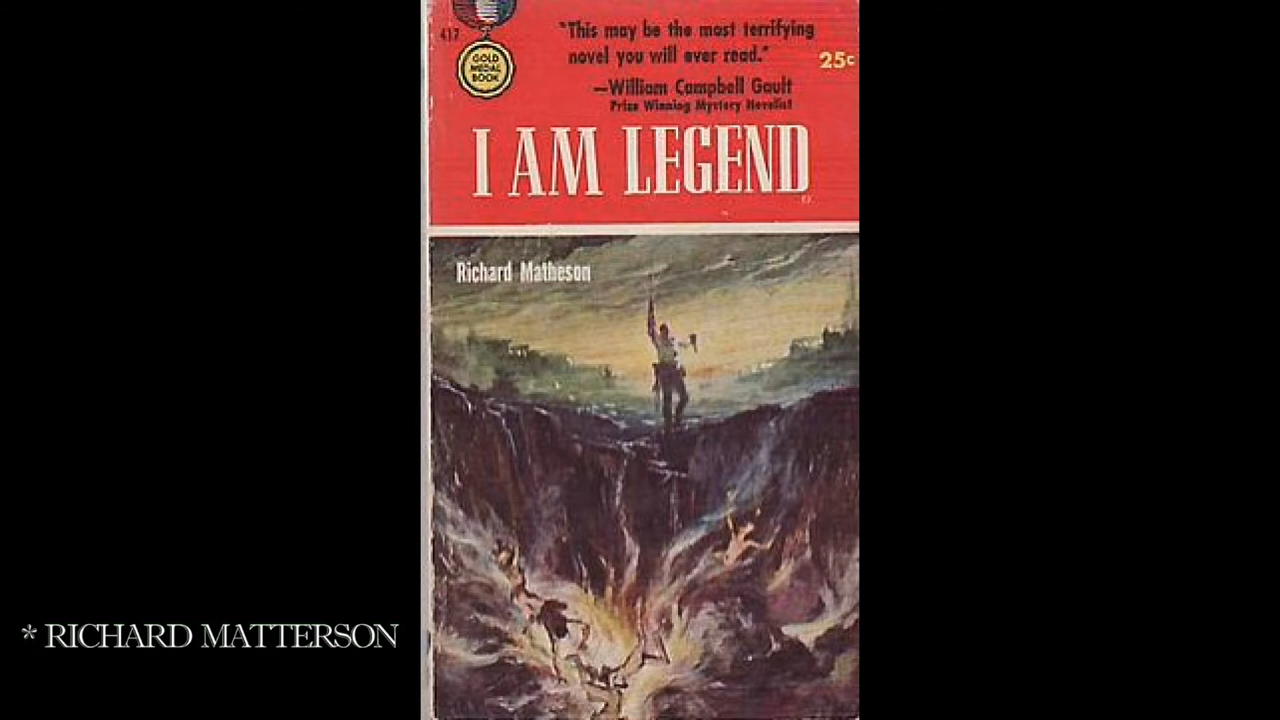 417
GOLD
MEDAL
BOOK
"This may be the most terrifying
novel you will ever read."
25c
—William Campbell Gault
Prize Winning Mystery Novelist
I AM LEGEND
Richard Matheson
* RICHARD MATTERSON